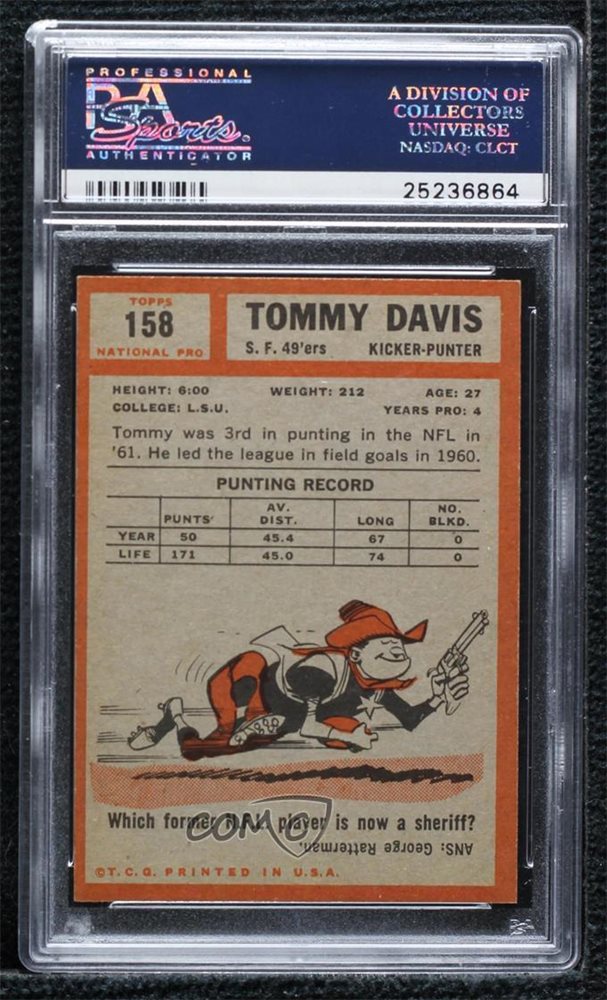 PROFESSIONAL
PSA
Sports
AUTHENTICATOR
A DIVISION OF
COLLECTORS
UNIVERSE
NASDAQ: CLCT
25236864
TOPPS
158
NATIONAL PRO
TOMMY DAVIS
S. F. 49'ers KICKER-PUNTER
HEIGHT: 6:00 WEIGHT: 212 AGE: 27
COLLEGE: L.S.U. YEARS PRO: 4
Tommy was 3rd in punting in the NFL in
'61. He led the league in field goals in 1960.
PUNTING RECORD
PUNTS AV. DIST. LONG NO. BLKD.
YEAR 50 45.4 67 0
LIFE 171 45.0 74 0
Which former N.F.L. player is now a sheriff?
ANS: George Ratterman.
COMC
©T.C.G. PRINTED IN U.S.A.